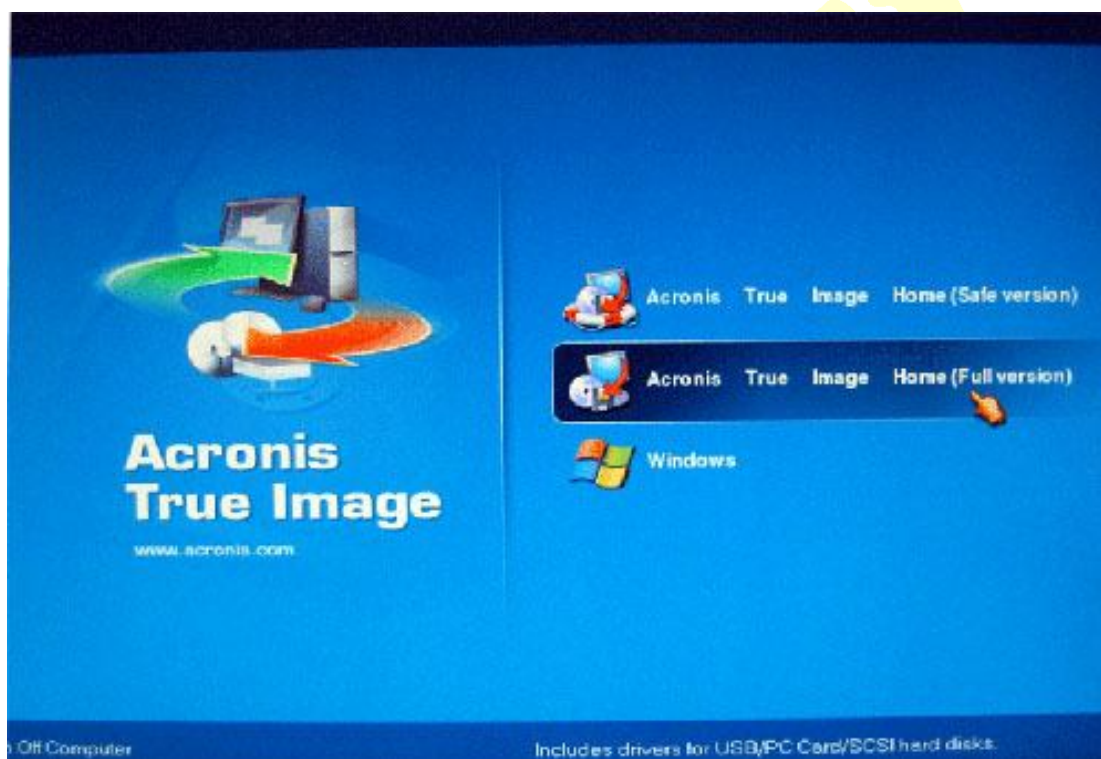 Acronis True Image Home (Safe version)
Acronis True Image Home (Full version)
Windows
Acronis
True Image
www.acronis.com
Off Computer
Includes drivers for USB/PC Card/SCSI hard disks.